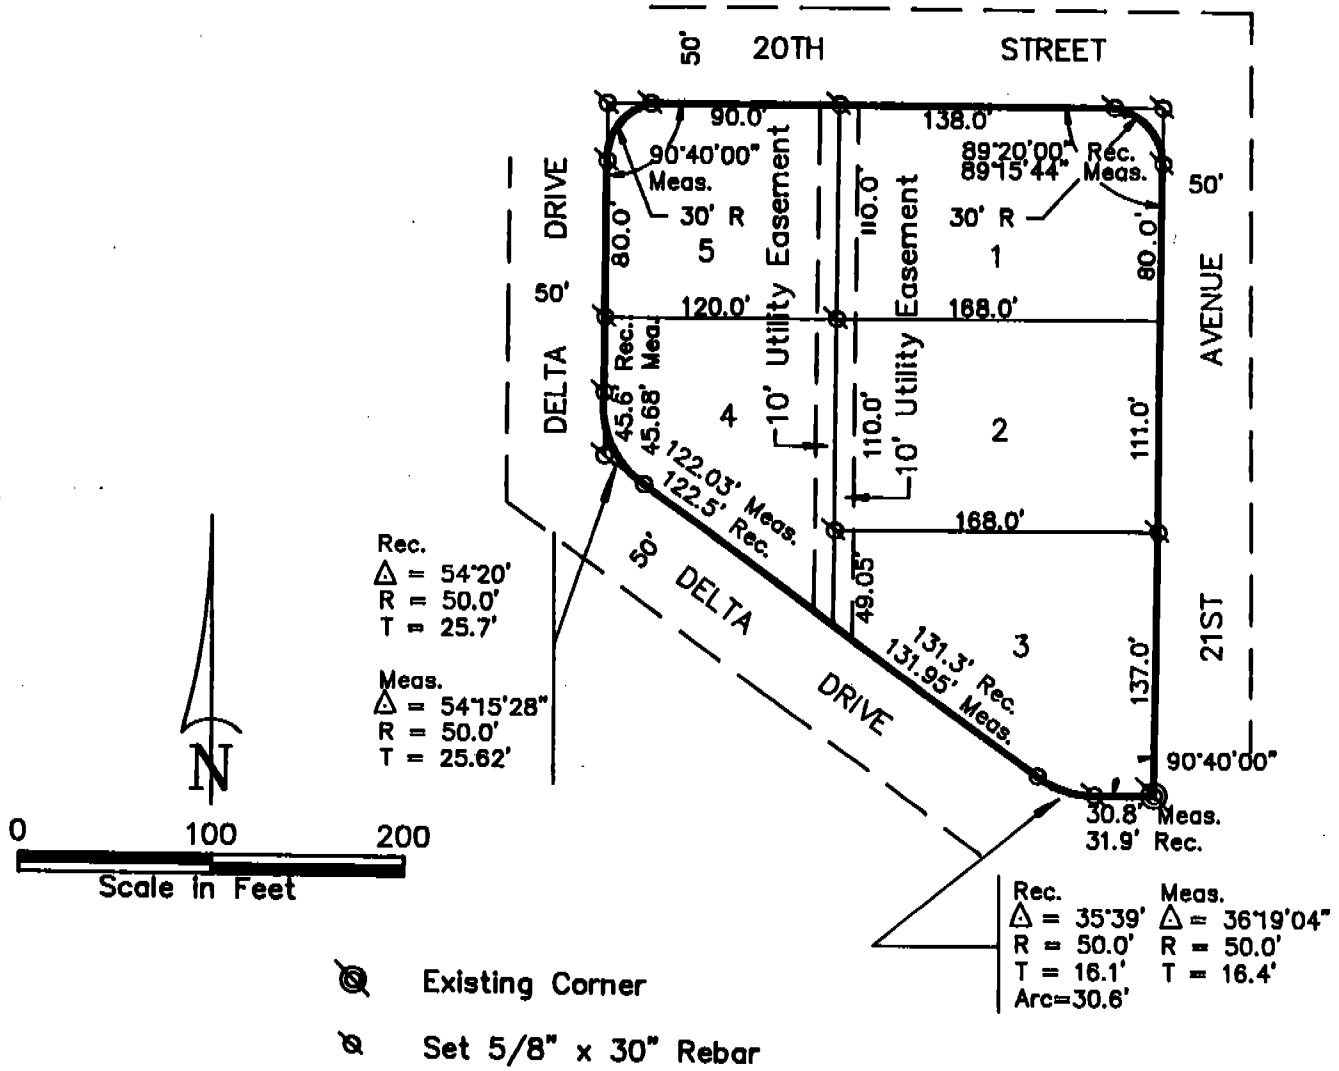 50'
20TH STREET
90.0'
138.0'
90°40'00"
Meas.
30' R
89°20'00" Rec.
89°15'44" Meas.
30' R
50'
DELTA DRIVE
50'
80.0'
5
10' Utility Easement
110.0'
10' Utility Easement
1
80.0'
21ST AVENUE
120.0'
168.0'
45.6' Rec.
45.68' Mea.
4
110.0'
2
111.0'
122.03' Meas.
122.5' Rec.
168.0'
50'
DELTA DRIVE
49.05'
3
137.0'
131.3' Rec.
131.95' Meas.
90°40'00"
30.8' Meas.
31.9' Rec.
Rec.
Δ = 54°20'
R = 50.0'
T = 25.7'
Meas.
Δ = 54°15'28"
R = 50.0'
T = 25.62'
N
0 100 200
Scale in Feet
Rec.
Δ = 35°39'
R = 50.0'
T = 16.1'
Arc=30.6'
Meas.
Δ = 36°19'04"
R = 50.0'
T = 16.4'
Existing Corner
Set 5/8" x 30" Rebar